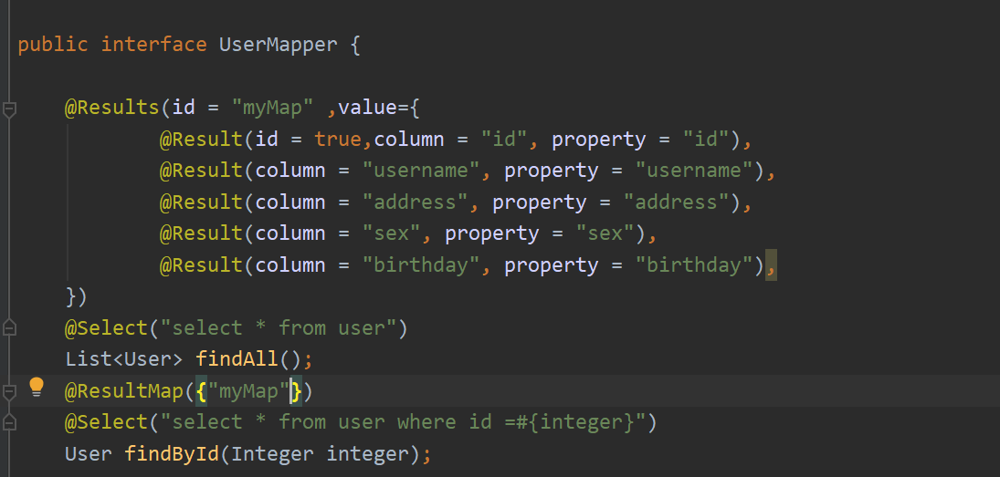 public interface UserMapper {
@Results(id = "myMap" ,value={
@Result(id = true,column = "id", property = "id"),
@Result(column = "username", property = "username"),
@Result(column = "address", property = "address"),
@Result(column = "sex", property = "sex"),
@Result(column = "birthday", property = "birthday"),
})
@Select("select * from user")
List<User> findAll();
@ResultMap({"myMap"})
@Select("select * from user where id =#{integer}")
User findById(Integer integer);